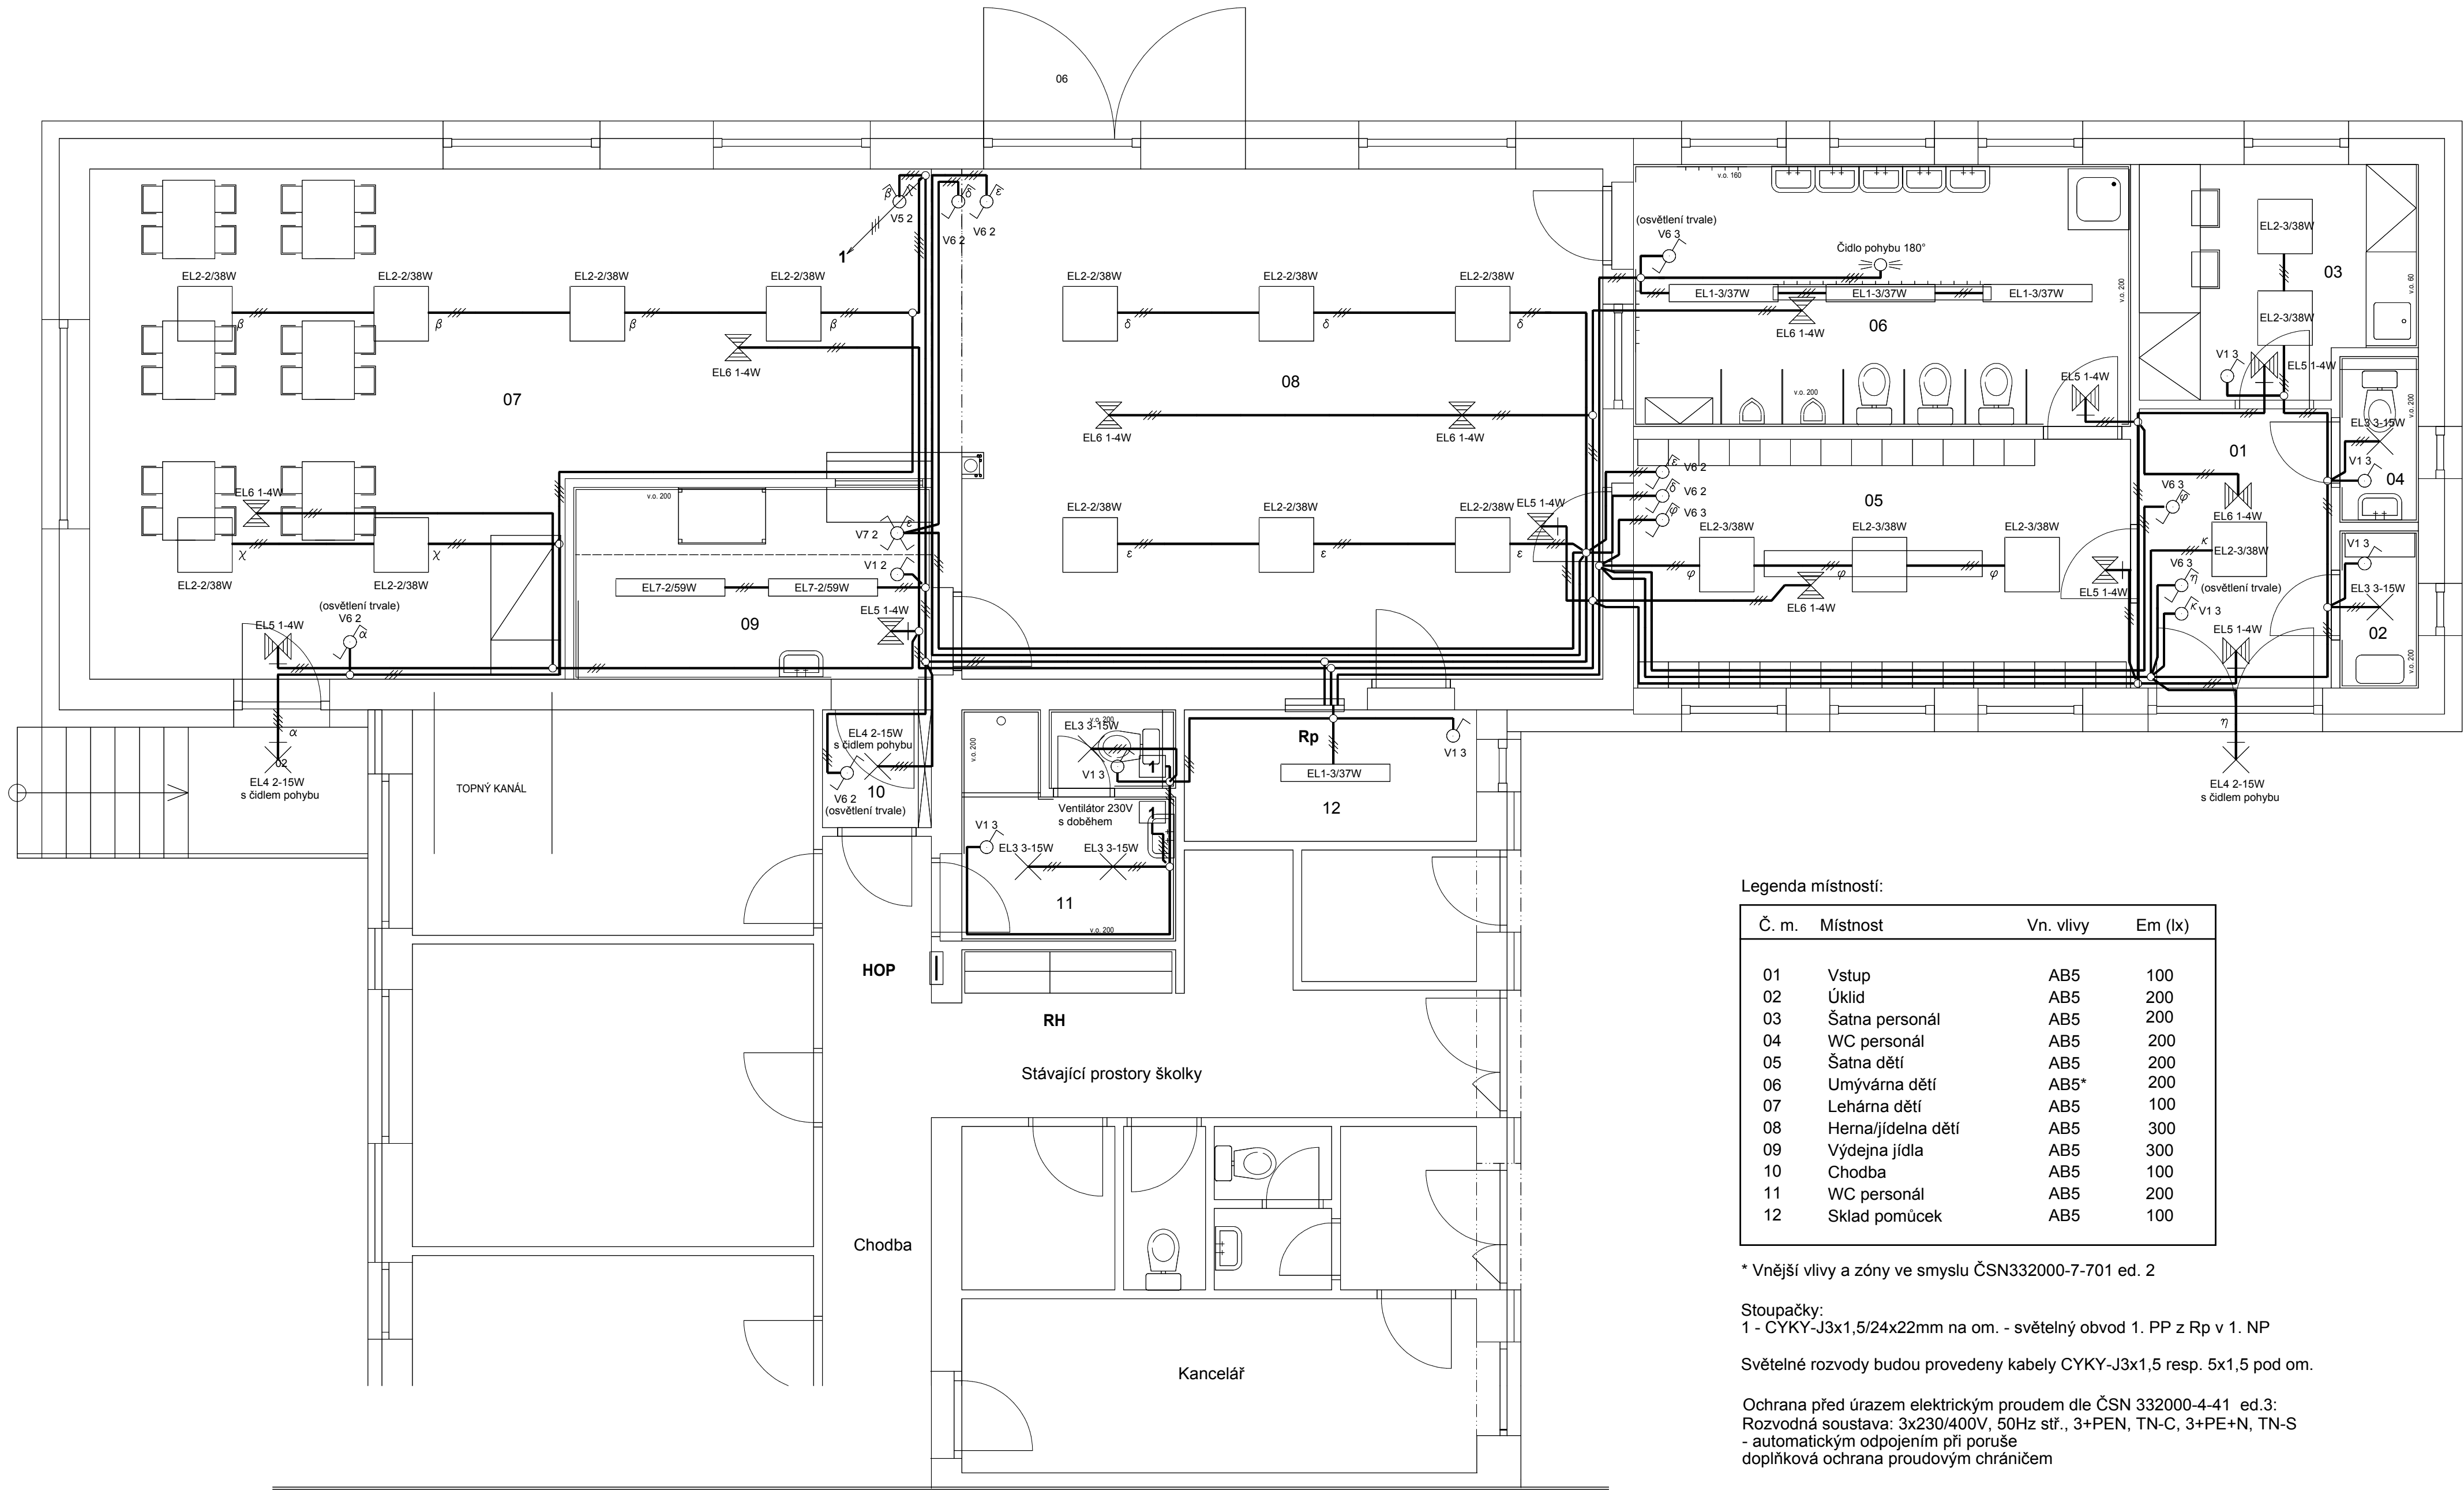 06
v.o. 160
(osvětlení trvale)
V6 3
Čidlo pohybu 180°
β
χ
δ
ε
V5 2
V6 2
V6 2
1
EL2-2/38W
EL2-2/38W
EL2-2/38W
EL2-2/38W
EL2-2/38W
EL2-2/38W
EL2-2/38W
EL1-3/37W
EL1-3/37W
EL1-3/37W
v.o. 200
EL2-3/38W
03
v.o. 60
EL2-3/38W
β
β
β
β
δ
δ
δ
06
EL6 1-4W
EL6 1-4W
V1 3
EL5 1-4W
EL5 1-4W
07
08
v.o. 200
v.o. 200
EL6 1-4W
EL6 1-4W
EL3 3-15W
01
V1 3
04
EL6 1-4W
v.o. 200
ε
V6 2
δ
V6 2
φ
V6 3
05
V6 3
φ
EL6 1-4W
EL2-2/38W
EL2-2/38W
EL2-2/38W
EL5 1-4W
EL2-3/38W
EL2-3/38W
EL2-3/38W
ε
V7 2
κ
EL2-3/38W
V1 3
χ
χ
ε
ε
ε
EL2-2/38W
EL2-2/38W
V1 2
EL7-2/59W
EL7-2/59W
φ
φ
φ
EL6 1-4W
EL5 1-4W
V6 3
η
(osvětlení trvale)
κ
V1 3
EL3 3-15W
(osvětlení trvale)
V6 2
α
EL5 1-4W
09
EL5 1-4W
EL5 1-4W
02
v.o. 200
α
02
EL4 2-15W
s čidlem pohybu
TOPNÝ KANÁL
EL4 2-15W
s čidlem pohybu
V6 2
(osvětlení trvale)
10
v.o. 200
v.o. 200
EL3 3-15W
V1 3
1
Rp
V1 3
EL1-3/37W
12
η
EL4 2-15W
s čidlem pohybu
Ventilátor 230V
s doběhem
1
V1 3
EL3 3-15W
EL3 3-15W
11
v.o. 200
HOP
RH
Stávající prostory školky
Chodba
Kancelář
Legenda místností:
Č. m. Místnost Vn. vlivy Em (lx)
01 Vstup AB5 100
02 Úklid AB5 200
03 Šatna personál AB5 200
04 WC personál AB5 200
05 Šatna dětí AB5 200
06 Umývárna dětí AB5* 200
07 Lehárna dětí AB5 100
08 Herna/jídelna dětí AB5 300
09 Výdejna jídla AB5 300
10 Chodba AB5 100
11 WC personál AB5 200
12 Sklad pomůcek AB5 100
* Vnější vlivy a zóny ve smyslu ČSN332000-7-701 ed. 2
Stoupačky:
1 - CYKY-J3x1,5/24x22mm na om. - světelný obvod 1. PP z Rp v 1. NP
Světelné rozvody budou provedeny kabely CYKY-J3x1,5 resp. 5x1,5 pod om.
Ochrana před úrazem elektrickým proudem dle ČSN 332000-4-41 ed.3:
Rozvodná soustava: 3x230/400V, 50Hz stř., 3+PEN, TN-C, 3+PE+N, TN-S
- automatickým odpojením při poruše
doplňková ochrana proudovým chráničem